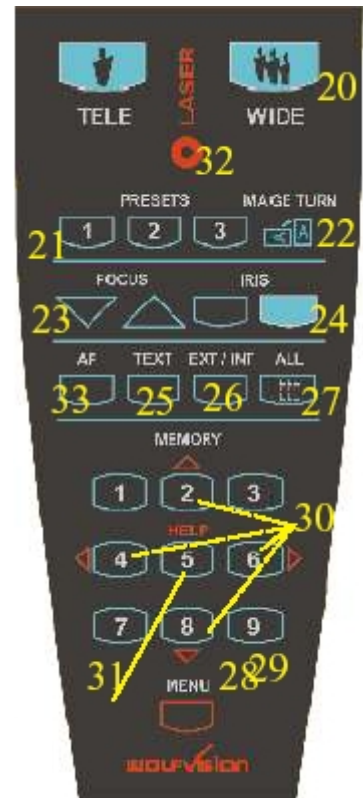 TELE LASER WIDE 20
32
PRESETS IMAGE TURN
21 1 2 3 A A 22
FOCUS IRIS
23 24
AF TEXT EXT / INT ALL
33 25 26 27
MEMORY
1 2 3
30
HELP
4 5 6
7 8 9
31 MENU 28 29
WOLFVISION